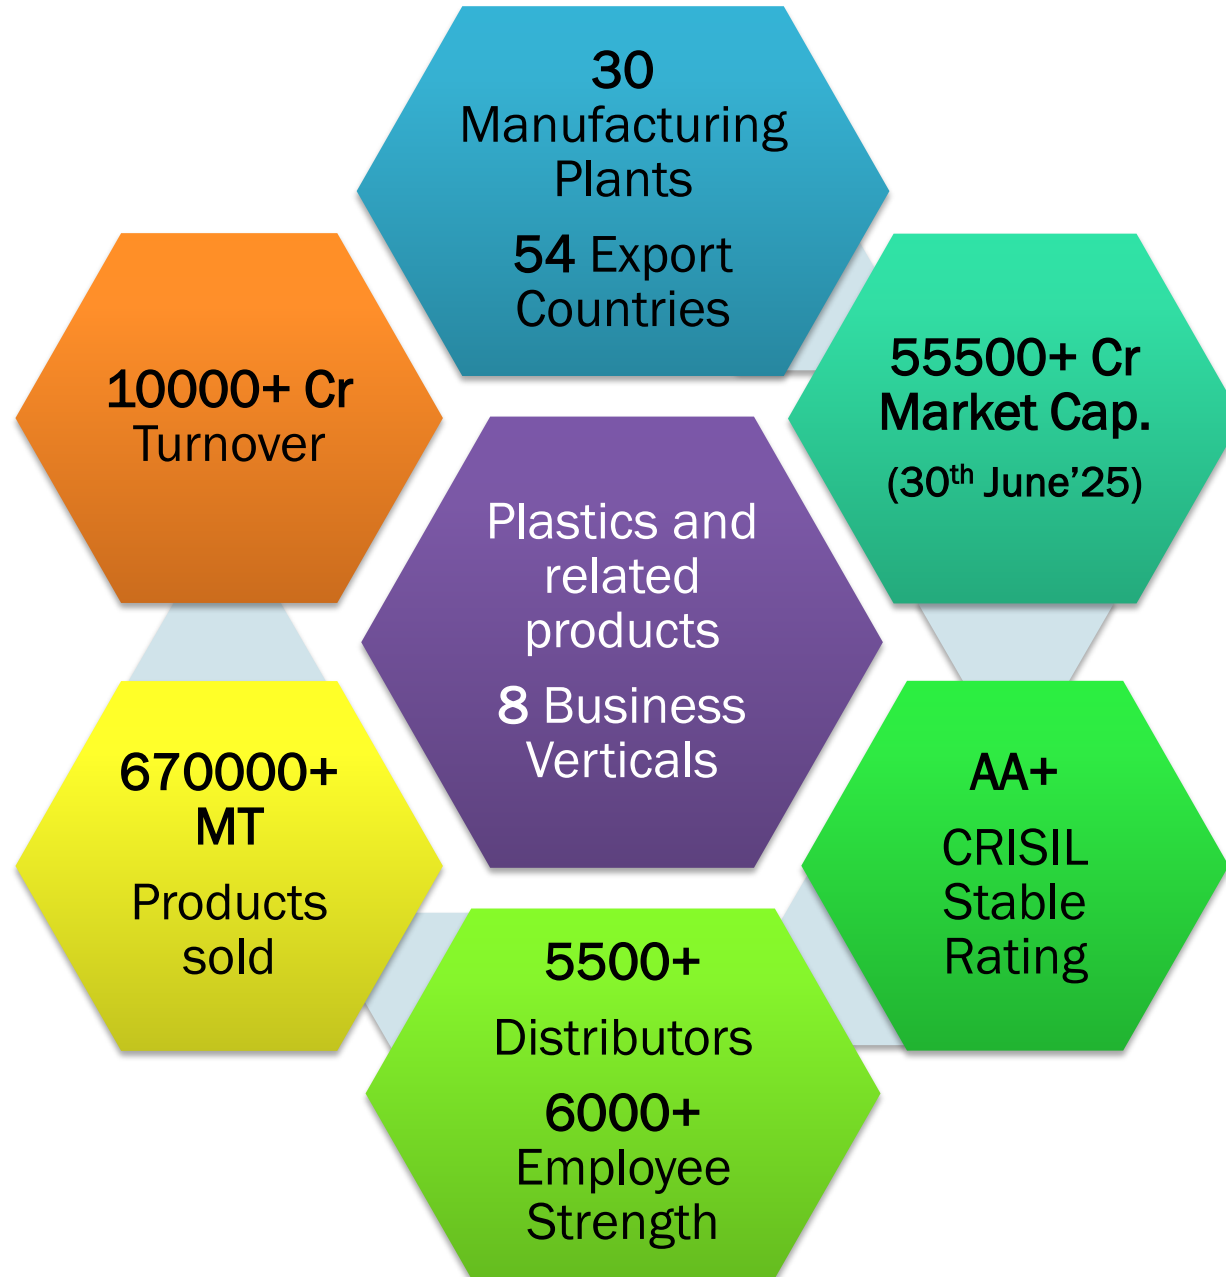 30
Manufacturing
Plants
54 Export
Countries
55500+ Cr
Market Cap.
(30th June’25)
10000+ Cr
Turnover
Plastics and
related
products
8 Business
Verticals
AA+
CRISIL
Stable
Rating
670000+
MT
Products
sold
5500+
Distributors
6000+
Employee
Strength